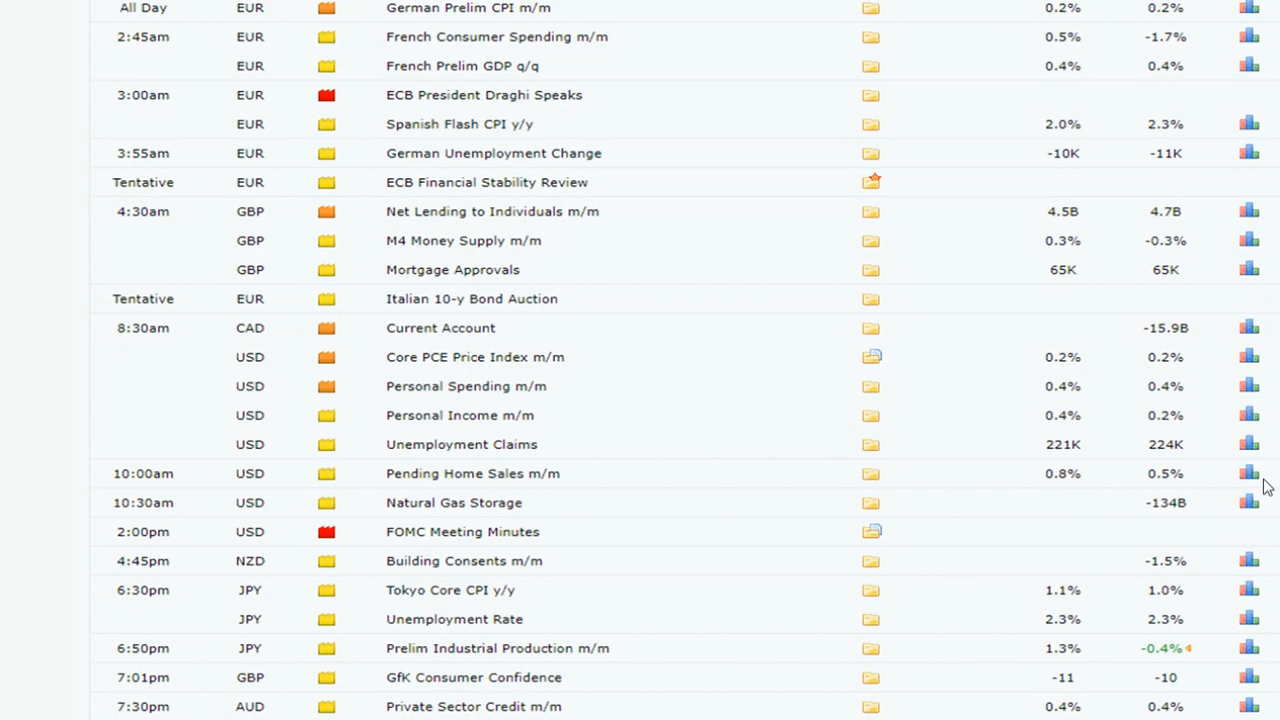 All Day EUR German Prelim CPI m/m 0.2% 0.2%
2:45am EUR French Consumer Spending m/m 0.5% -1.7%
EUR French Prelim GDP q/q 0.4% 0.4%
3:00am EUR ECB President Draghi Speaks
EUR Spanish Flash CPI y/y 2.0% 2.3%
3:55am EUR German Unemployment Change -10K -11K
Tentative EUR ECB Financial Stability Review
4:30am GBP Net Lending to Individuals m/m 4.5B 4.7B
GBP M4 Money Supply m/m 0.3% -0.3%
GBP Mortgage Approvals 65K 65K
Tentative EUR Italian 10-y Bond Auction
8:30am CAD Current Account -15.9B
USD Core PCE Price Index m/m 0.2% 0.2%
USD Personal Spending m/m 0.4% 0.4%
USD Personal Income m/m 0.4% 0.2%
USD Unemployment Claims 221K 224K
10:00am USD Pending Home Sales m/m 0.8% 0.5%
10:30am USD Natural Gas Storage -134B
2:00pm USD FOMC Meeting Minutes
4:45pm NZD Building Consents m/m -1.5%
6:30pm JPY Tokyo Core CPI y/y 1.1% 1.0%
JPY Unemployment Rate 2.3% 2.3%
6:50pm JPY Prelim Industrial Production m/m 1.3% -0.4%
7:01pm GBP GfK Consumer Confidence -11 -10
7:30pm AUD Private Sector Credit m/m 0.4% 0.4%